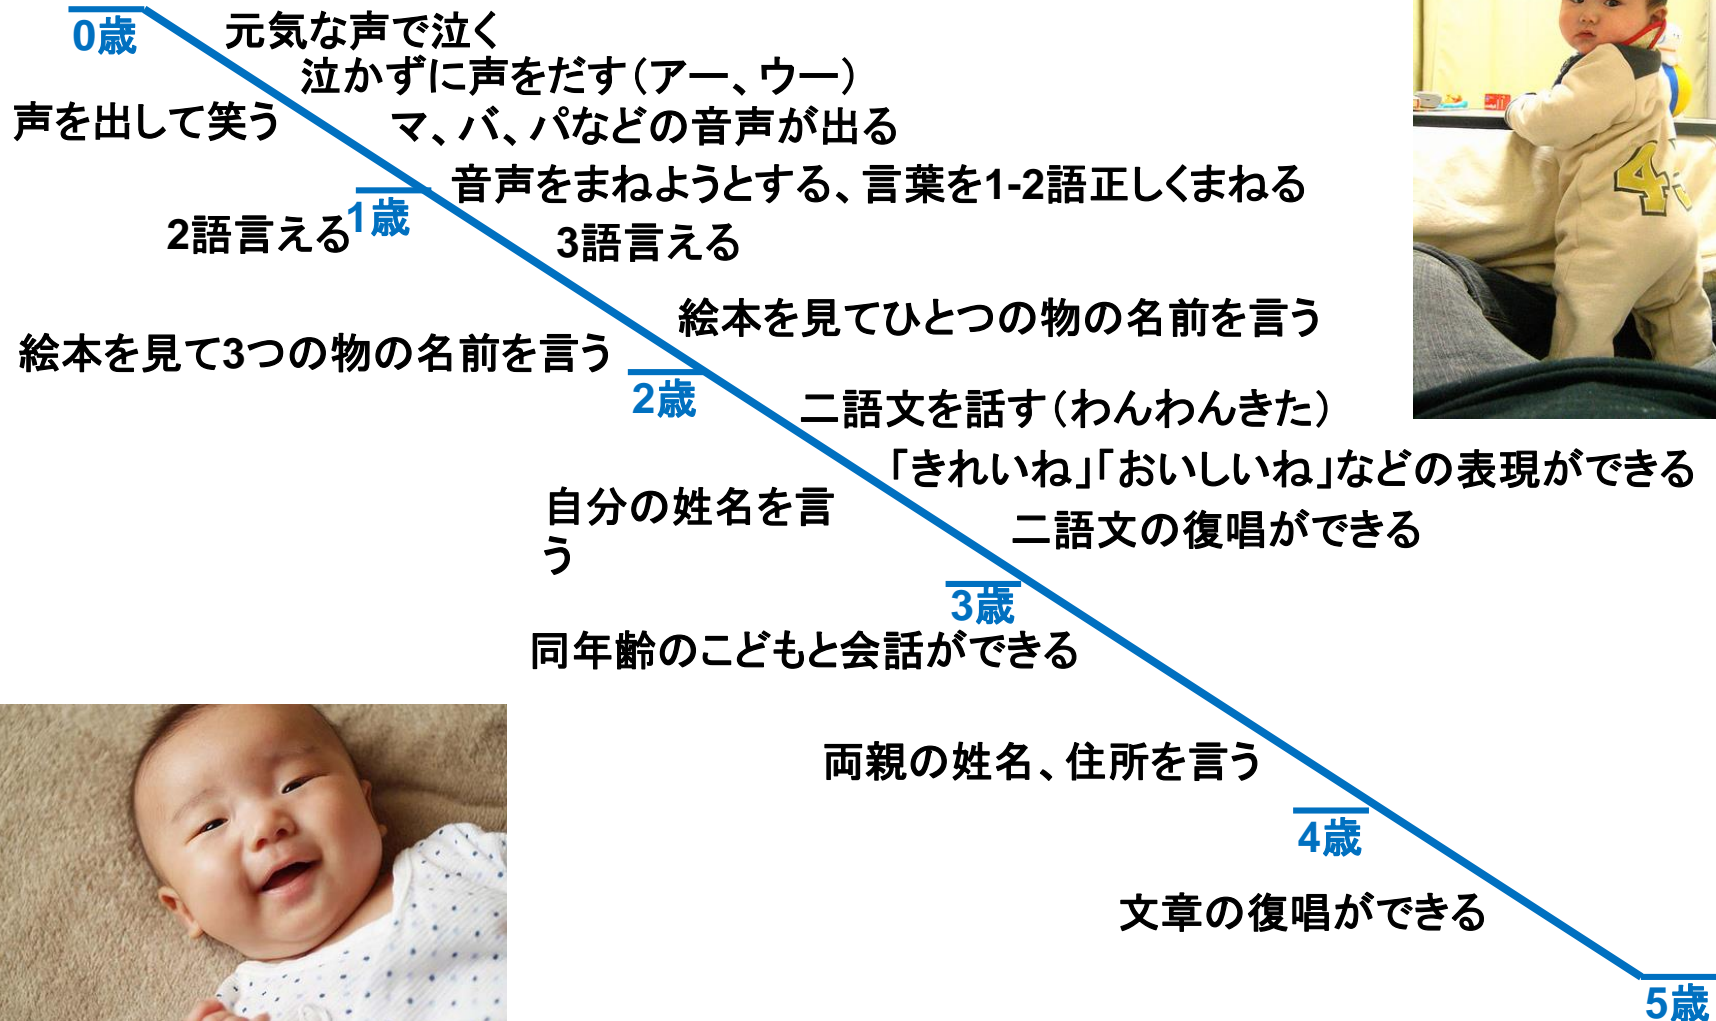 0歳
元気な声で泣く
泣かずに声をだす（アー、ウー）
声を出して笑う
マ、バ、パなどの音声が出る
音声をまねようとする、言葉を1-2語正しくまねる
1歳
2語言える
3語言える
絵本を見てひとつの物の名前を言う
絵本を見て3つの物の名前を言う
2歳
二語文を話す（わんわんきた）
「きれいね」「おいしいね」などの表現ができる
自分の姓名を言
う
二語文の復唱ができる
3歳
同年齢のこどもと会話ができる
両親の姓名、住所を言う
4歳
文章の復唱ができる
5歳